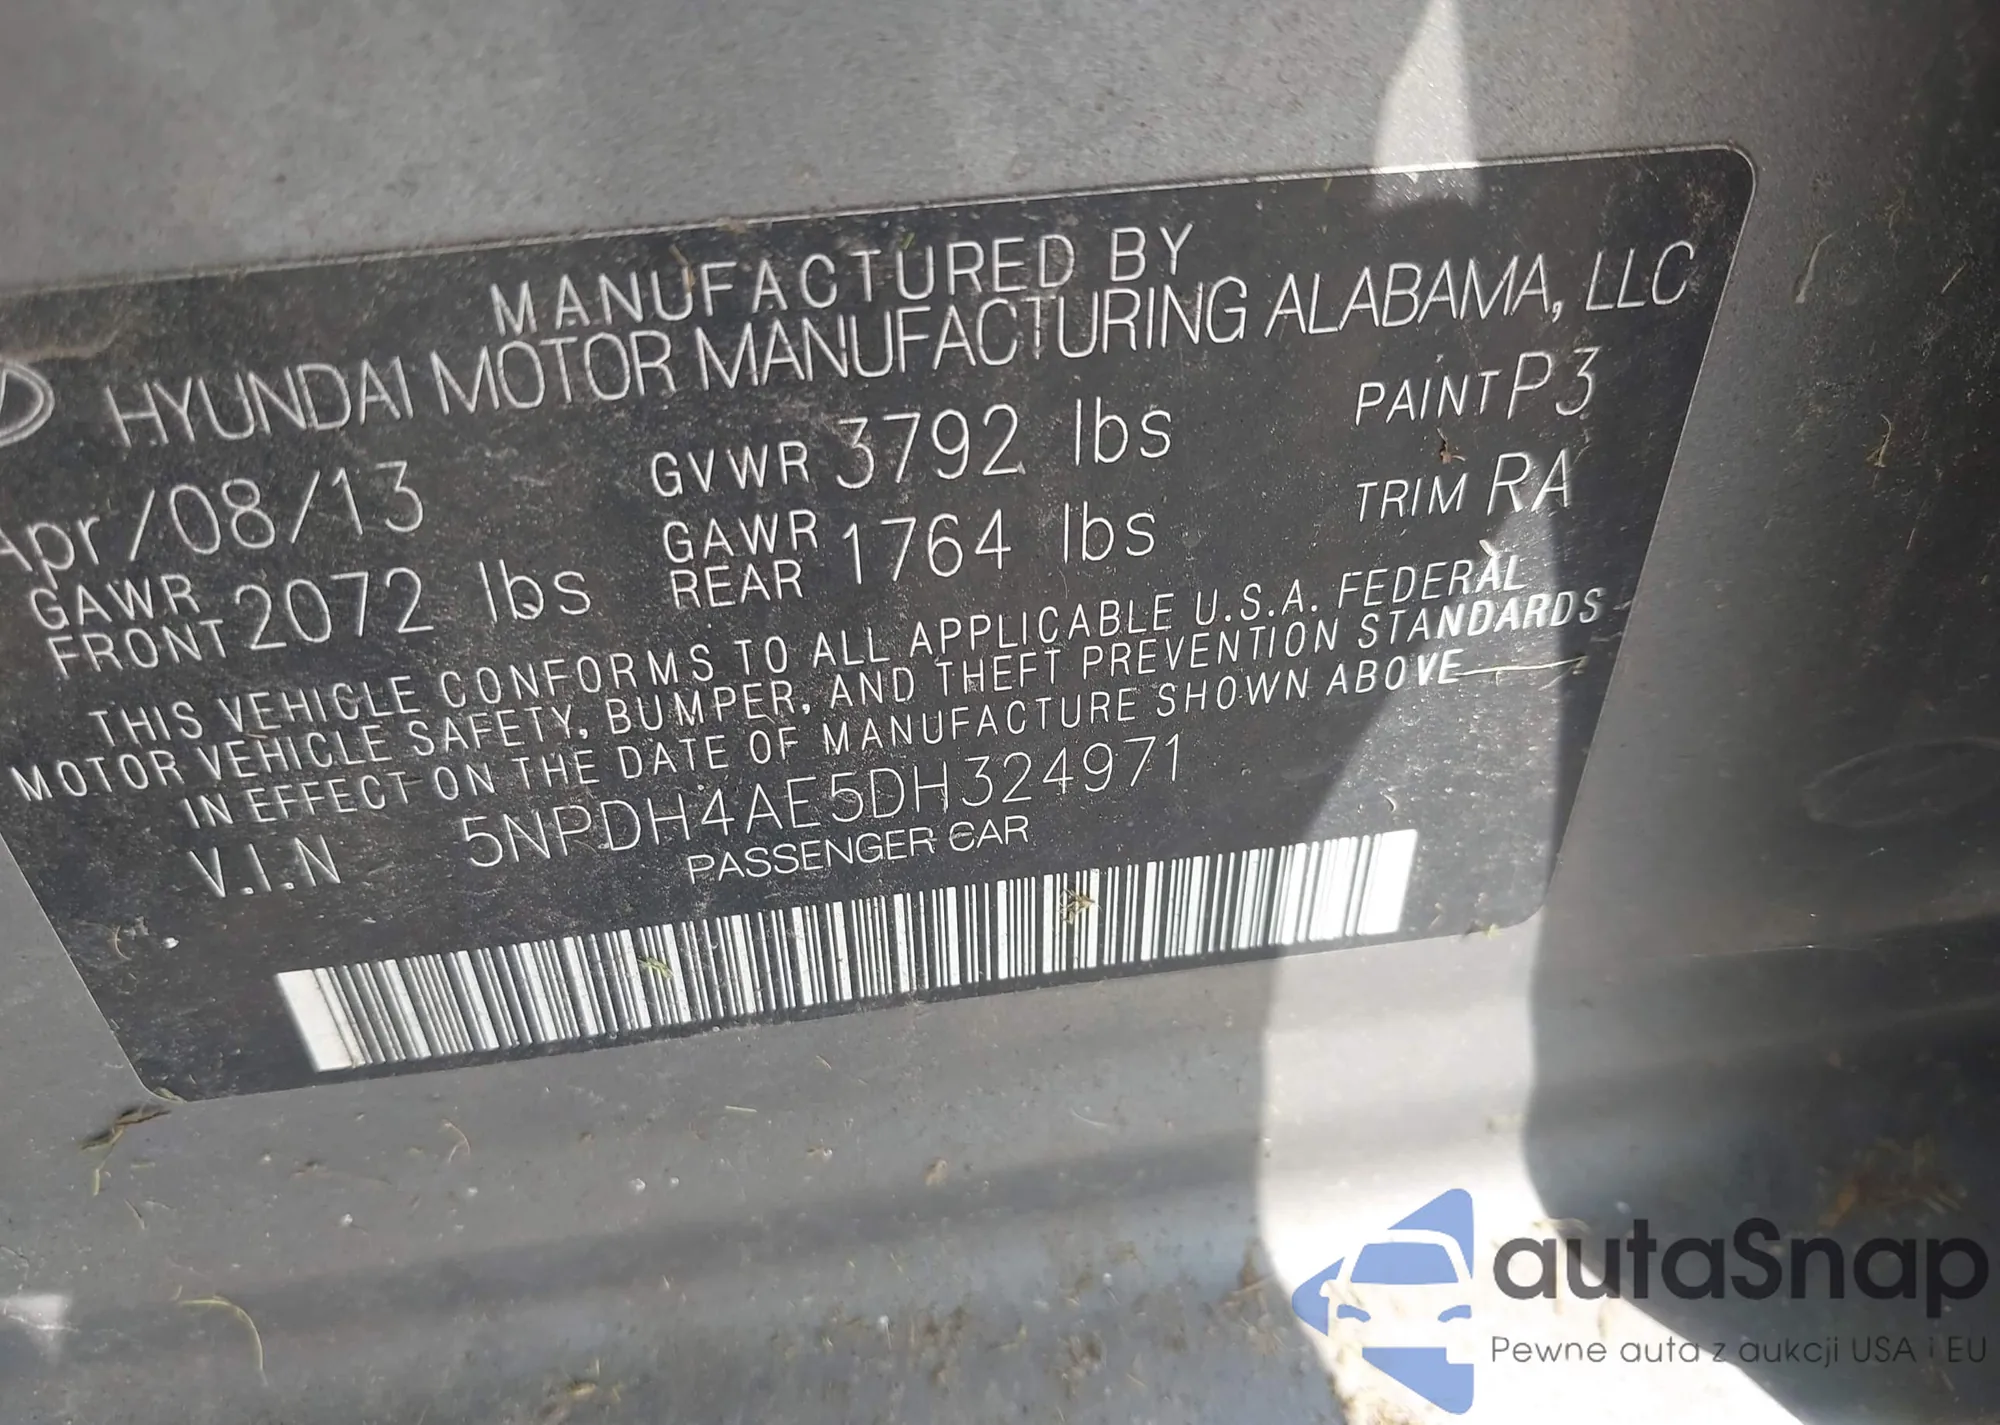 MANUFACTURED BY
HYUNDAI MOTOR MANUFACTURING ALABAMA, LLC
Apr/08/13 GVWR 3792 lbs PAINT P3
GAWR FRONT 2072 lbs GAWR REAR 1764 lbs TRIM RA
THIS VEHICLE CONFORMS TO ALL APPLICABLE U.S.A. FEDERAL
MOTOR VEHICLE SAFETY, BUMPER, AND THEFT PREVENTION STANDARDS
IN EFFECT ON THE DATE OF MANUFACTURE SHOWN ABOVE
V.I.N 5NPDH4AE5DH324971
PASSENGER CAR
autaSnap
Pewne auta z aukcji USA i EU